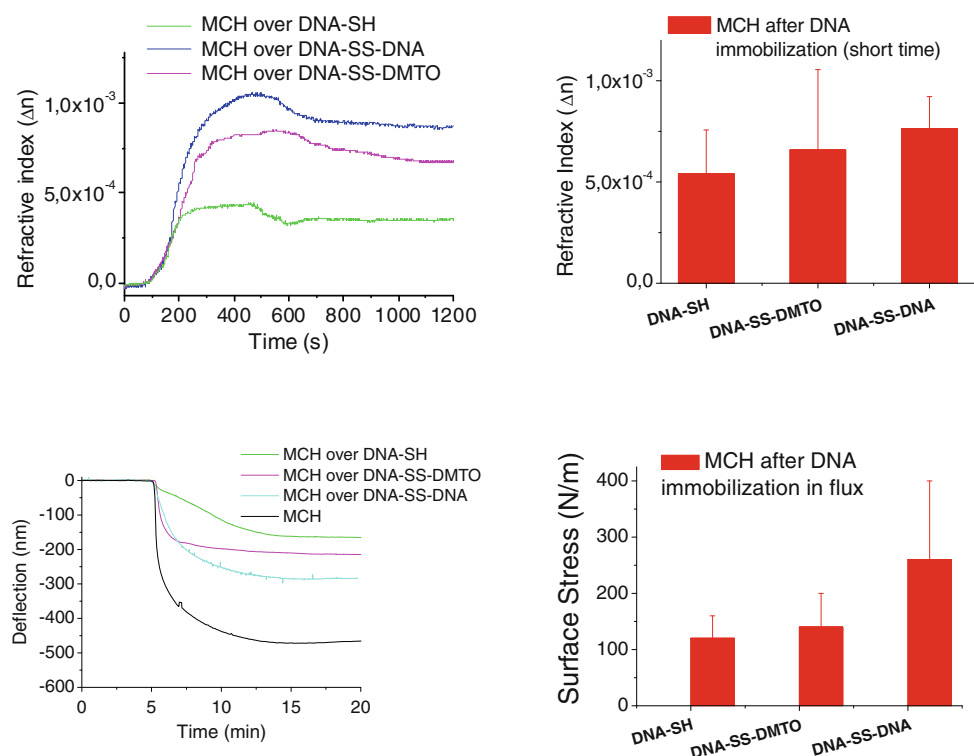 MCH over DNA-SH
MCH over DNA-SS-DNA
MCH over DNA-SS-DMTO
1,0x10⁻³
5,0x10⁻⁴
0,0
Refractive index (Δn)
0 200 400 600 800 1000 1200
Time (s)
MCH after DNA
immobilization (short time)
1,0x10⁻³
5,0x10⁻⁴
0,0
Refractive Index (Δn)
DNA-SH
DNA-SS-DMTO
DNA-SS-DNA
MCH over DNA-SH
MCH over DNA-SS-DMTO
MCH over DNA-SS-DNA
MCH
0
-100
-200
-300
-400
-500
-600
Deflection (nm)
0 5 10 15 20
Time (min)
MCH after DNA
immobilization in flux
400
300
200
100
0
Surface Stress (N/m)
DNA-SH
DNA-SS-DMTO
DNA-SS-DNA